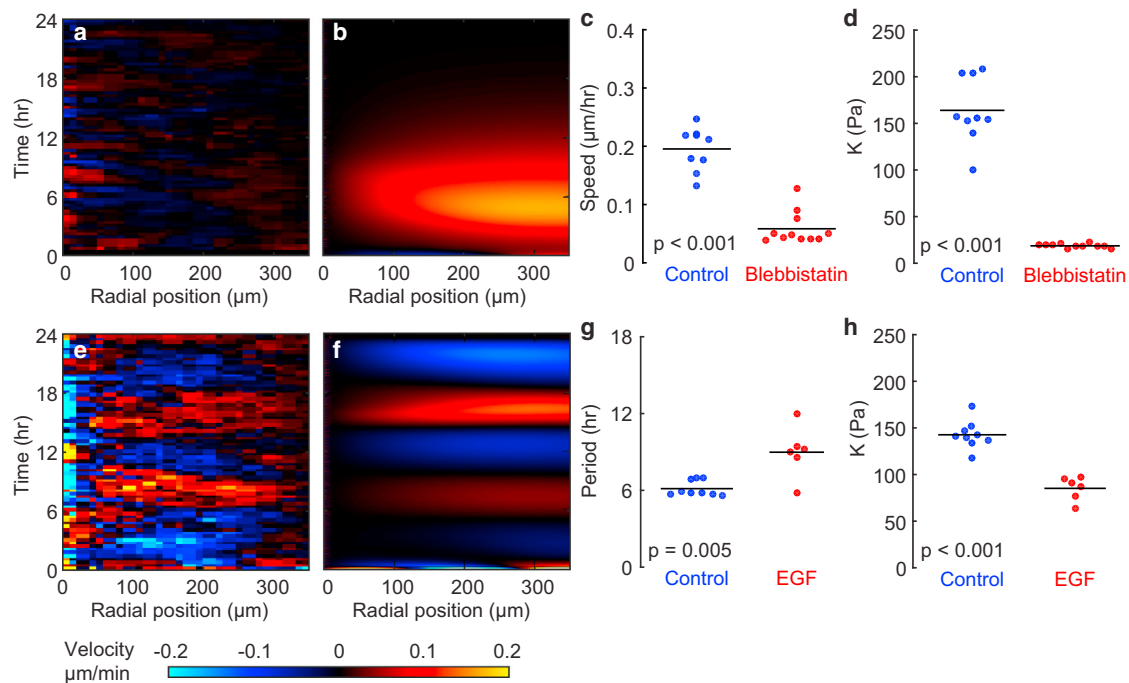 a
b
c
d
24
18
12
6
0
Time (hr)
0 100 200 300
Radial position (µm)
0 100 200 300
Radial position (µm)
0.4
0.3
0.2
0.1
0
Speed (µm/hr)
p < 0.001
Control Blebbistatin
250
200
150
100
50
0
K (Pa)
p < 0.001
Control Blebbistatin
e
f
g
h
24
18
12
6
0
Time (hr)
0 100 200 300
Radial position (µm)
0 100 200 300
Radial position (µm)
18
12
6
0
Period (hr)
p = 0.005
Control EGF
250
200
150
100
50
0
K (Pa)
p < 0.001
Control EGF
Velocity
µm/min
-0.2 -0.1 0 0.1 0.2